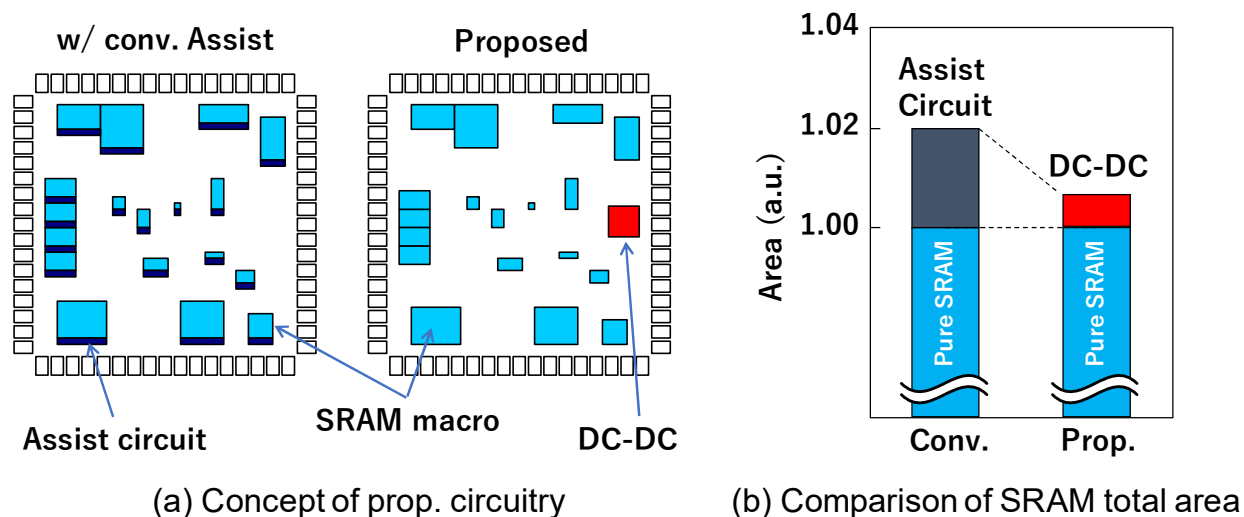 w/ conv. Assist
Proposed
Assist circuit
SRAM macro
DC-DC
(a) Concept of prop. circuitry
1.04
1.02
1.00
Area (a.u.)
Assist
Circuit
DC-DC
Pure SRAM
Pure SRAM
Conv.
Prop.
(b) Comparison of SRAM total area